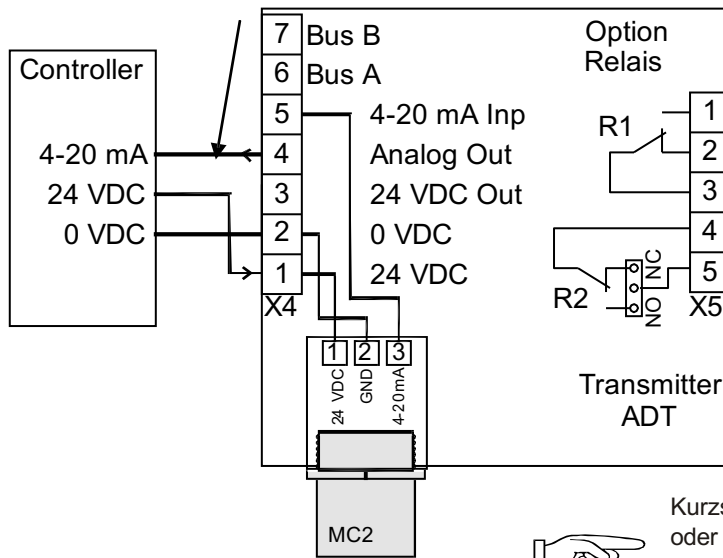 Controller
4-20 mA
24 VDC
0 VDC
7 Bus B
6 Bus A
5 4-20 mA Inp
4 Analog Out
3 24 VDC Out
2 0 VDC
1 24 VDC
X4
Option
Relais
R1
1
2
3
4
5
X5
R2
NC
NO
1 2 3
24 VDC
GND
4-20mA
MC2
Transmitter
ADT
oder